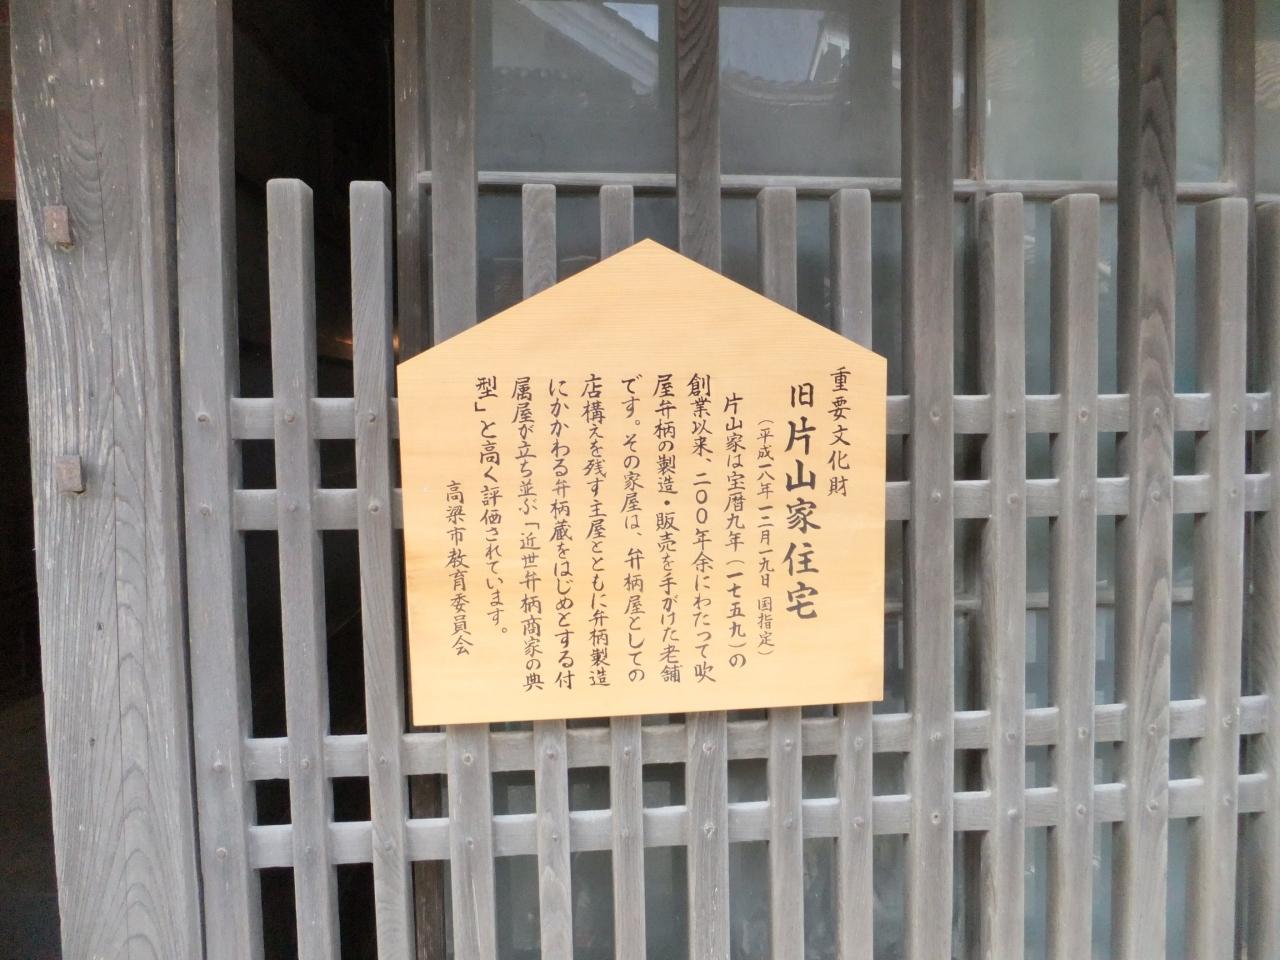 重要文化財
旧片山家住宅
（平成一八年一二月一九日 国指定）
片山家は宝暦九年（一七五九）の
創業以来、二〇〇年余にわたって吹
屋弁柄の製造・販売を手がけた老舗
です。その家屋は、弁柄屋としての
店構えを残す主屋とともに弁柄製造
にかかわる弁柄蔵をはじめとする付
属屋が立ち並ぶ「近世弁柄商家の典
型」と高く評価されています。
高梁市教育委員会